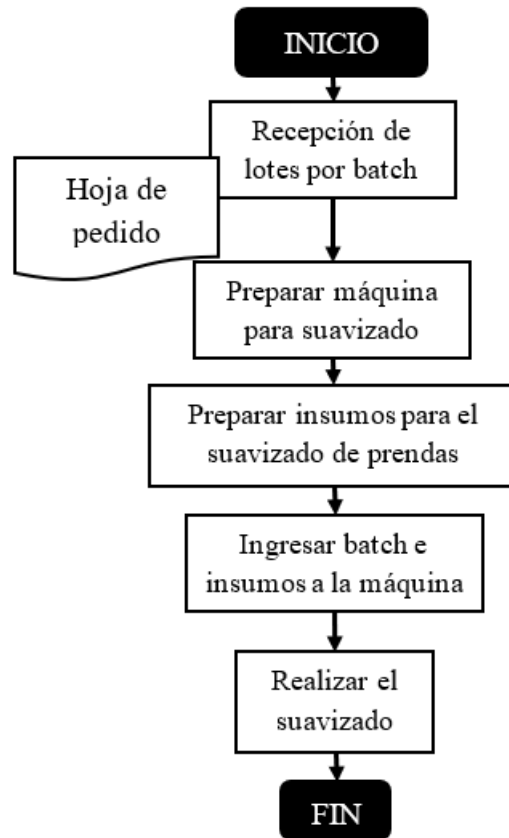 INICIO
Recepción de
lotes por batch
Hoja de
pedido
Preparar máquina
para suavizado
Preparar insumos para el
suavizado de prendas
Ingresar batch e
insumos a la máquina
Realizar el
suavizado
FIN